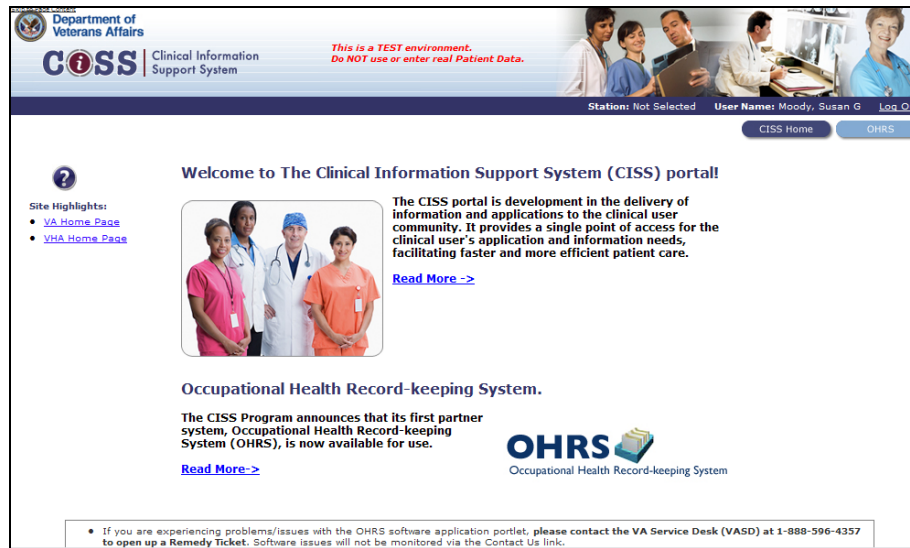 Skip to Page Content
Department of
Veterans Affairs
CISS Clinical Information
Support System
This is a TEST environment.
Do NOT use or enter real Patient Data.
Station: Not Selected User Name: Moody, Susan G Log O
CISS Home OHRS
Welcome to The Clinical Information Support System (CISS) portal!
Site Highlights:
• VA Home Page
• VHA Home Page
The CISS portal is development in the delivery of
information and applications to the clinical user
community. It provides a single point of access for the
clinical user's application and information needs,
facilitating faster and more efficient patient care.
Read More ->
Occupational Health Record-keeping System.
The CISS Program announces that its first partner
system, Occupational Health Record-keeping
System (OHRS), is now available for use.
Read More->
OHRS
Occupational Health Record-keeping System
• If you are experiencing problems/issues with the OHRS software application portlet, please contact the VA Service Desk (VASD) at 1-888-596-4357
to open up a Remedy Ticket. Software issues will not be monitored via the Contact Us link.